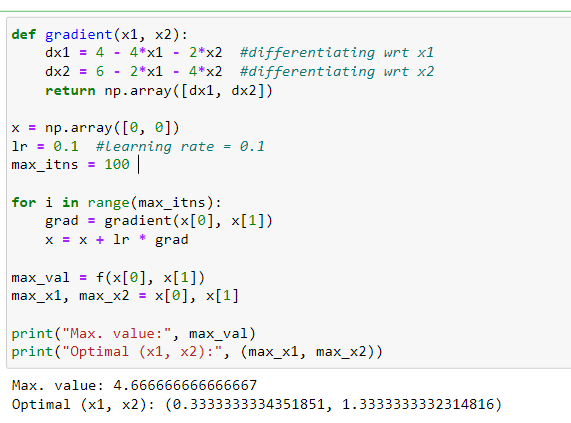 def gradient(x1, x2):
    dx1 = 4 - 4*x1 - 2*x2  #differentiating wrt x1
    dx2 = 6 - 2*x1 - 4*x2  #differentiating wrt x2
    return np.array([dx1, dx2])

x = np.array([0, 0])
lr = 0.1  #learning rate = 0.1
max_itns = 100

for i in range(max_itns):
    grad = gradient(x[0], x[1])
    x = x + lr * grad

max_val = f(x[0], x[1])
max_x1, max_x2 = x[0], x[1]

print("Max. value:", max_val)
print("Optimal (x1, x2):", (max_x1, max_x2))

Max. value: 4.666666666666667
Optimal (x1, x2): (0.3333333334351851, 1.3333333332314816)